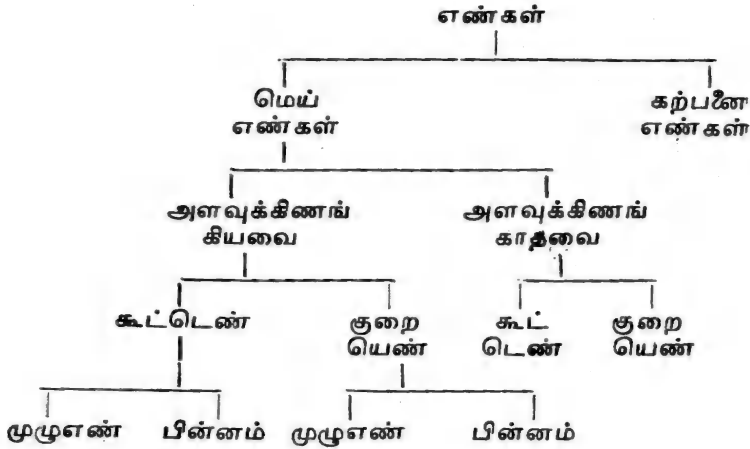 எண்கள்
மெய் கற்பனை
எண்கள் எண்கள்
அளவுக்கிணங் அளவுக்கிணங்
கியவை காதவை
கூட்டெண் குறை கூட் குறை
யெண் டெண் யெண்
முழுஎண் பின்னம் முழுஎண் பின்னம்